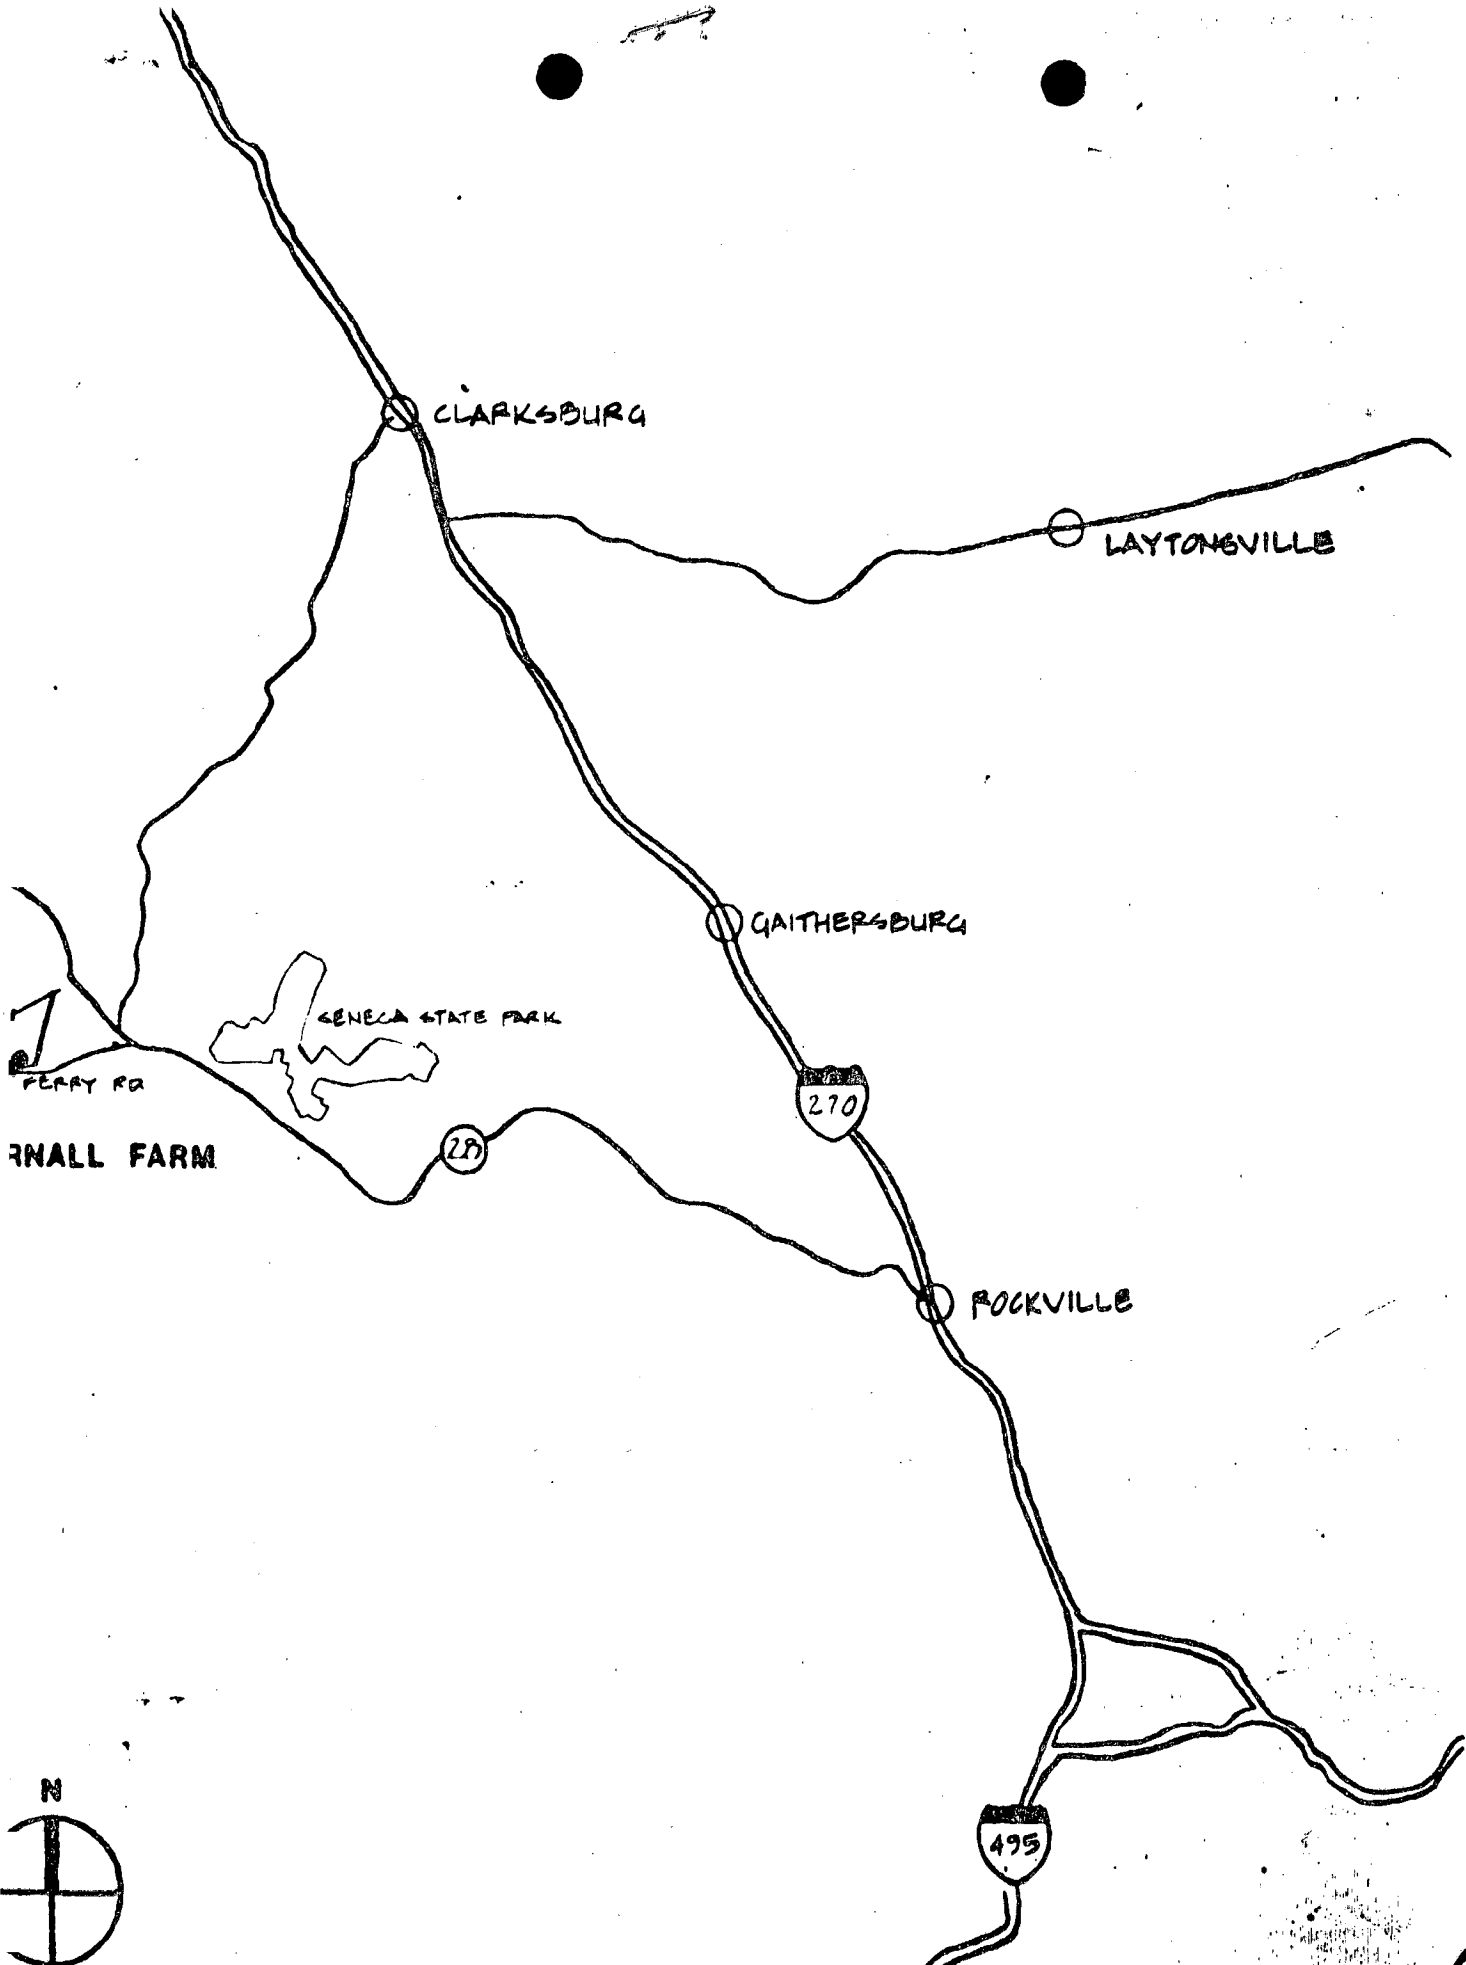 CLARKSBURG
LAYTONSVILLE
GAITHERSBURG
SENECA STATE PARK
FERRY RD
270
RNALL FARM
28
ROCKVILLE
N
495